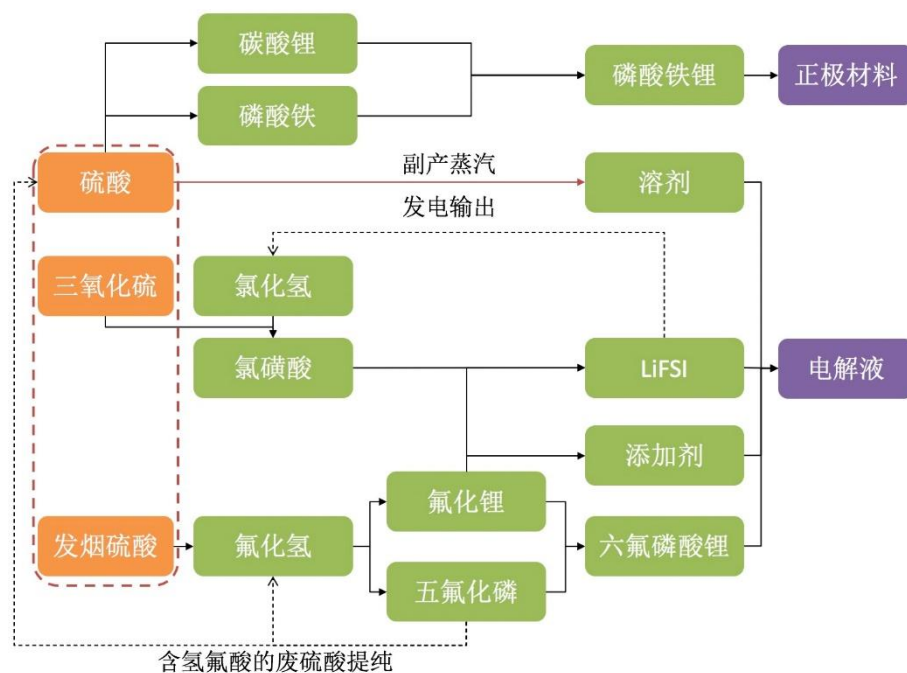 碳酸锂
磷酸铁锂
正极材料
磷酸铁
硫酸
副产蒸汽
溶剂
发电输出
三氧化硫
氯化氢
氯磺酸
LiFSI
电解液
添加剂
氟化锂
发烟硫酸
氟化氢
六氟磷酸锂
五氟化磷
含氢氟酸的废硫酸提纯